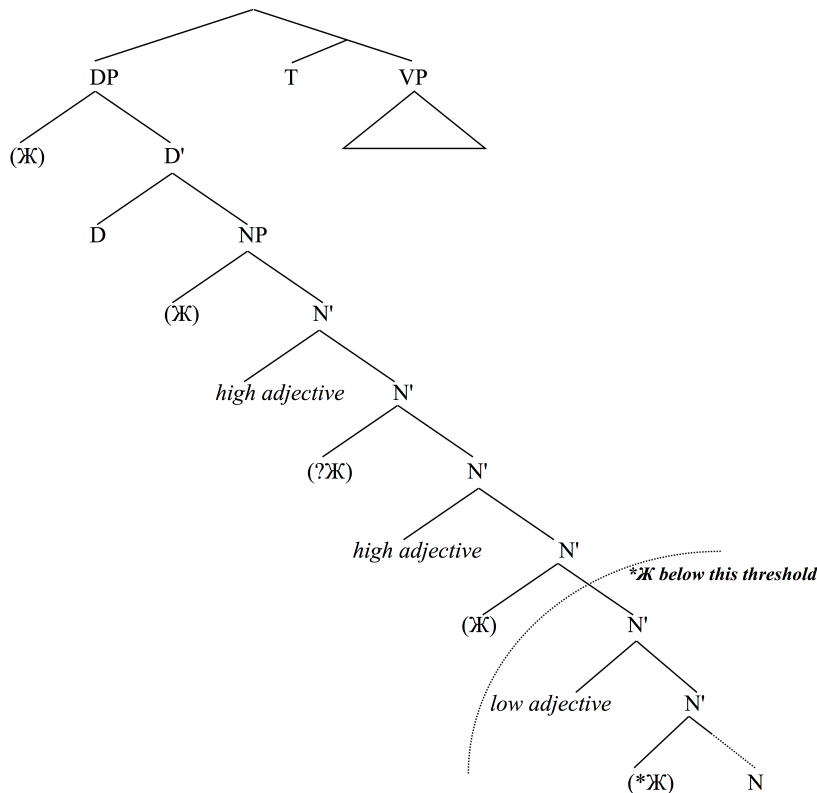 DP T VP
(Ж) D'
D NP
(Ж) N'
high adjective N'
(?Ж) N'
high adjective N'
*Ж below this threshold
(Ж) N'
low adjective N'
(*Ж) N